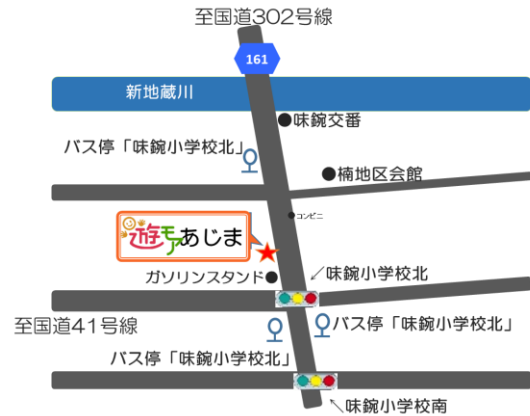 至国道302号線
161
新地蔵川
●味鋺交番
バス停「味鋺小学校北」
●楠地区会館
●コンビニ
遊モアあじま
ガソリンスタンド●
↙味鋺小学校北
至国道41号線
バス停「味鋺小学校北」
バス停「味鋺小学校北」
↖味鋺小学校南